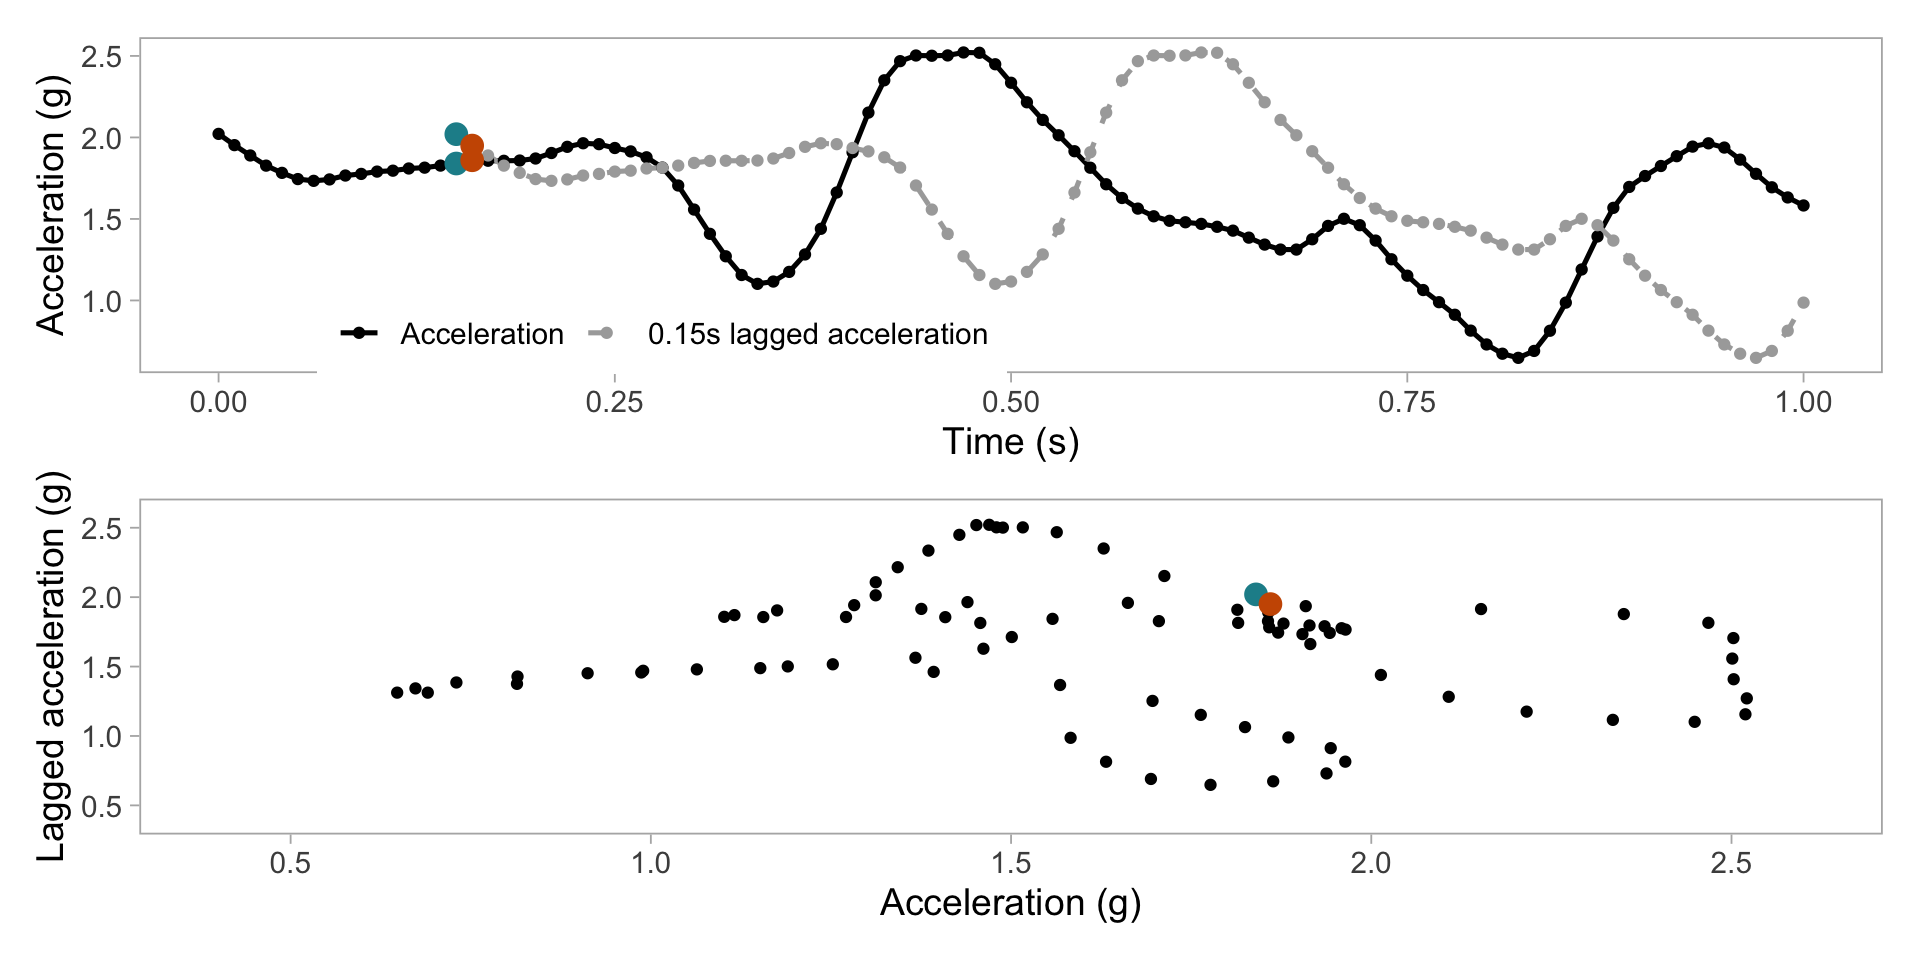 Acceleration (g)
2.5
2.0
1.5
1.0
Acceleration 0.15s lagged acceleration
0.00 0.25 0.50 0.75 1.00
Time (s)
Lagged acceleration (g)
2.5
2.0
1.5
1.0
0.5
0.5 1.0 1.5 2.0 2.5
Acceleration (g)